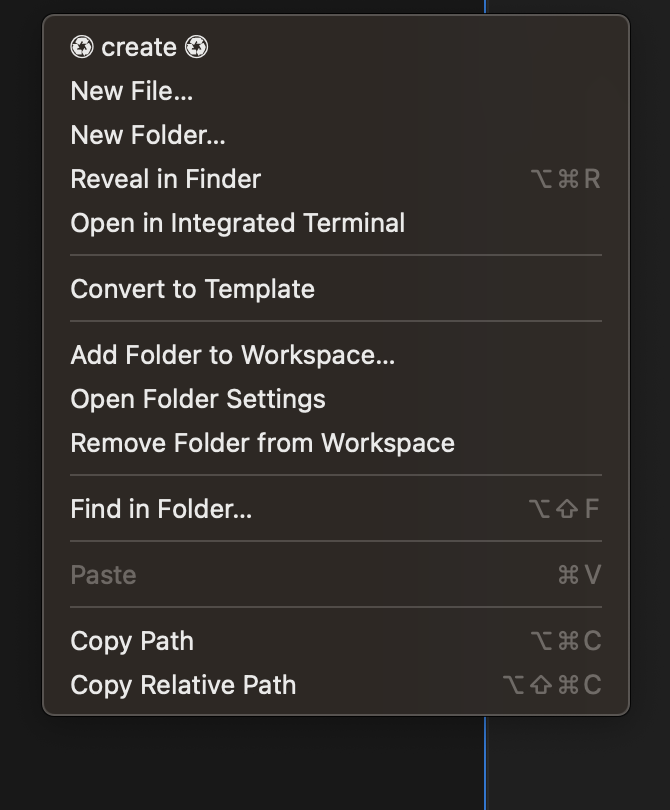 ♼ create ♼
New File...
New Folder...
Reveal in Finder ⌥⌘R
Open in Integrated Terminal
Convert to Template
Add Folder to Workspace...
Open Folder Settings
Remove Folder from Workspace
Find in Folder... ⌥⇧F
Paste ⌘V
Copy Path ⌥⌘C
Copy Relative Path ⌥⇧⌘C